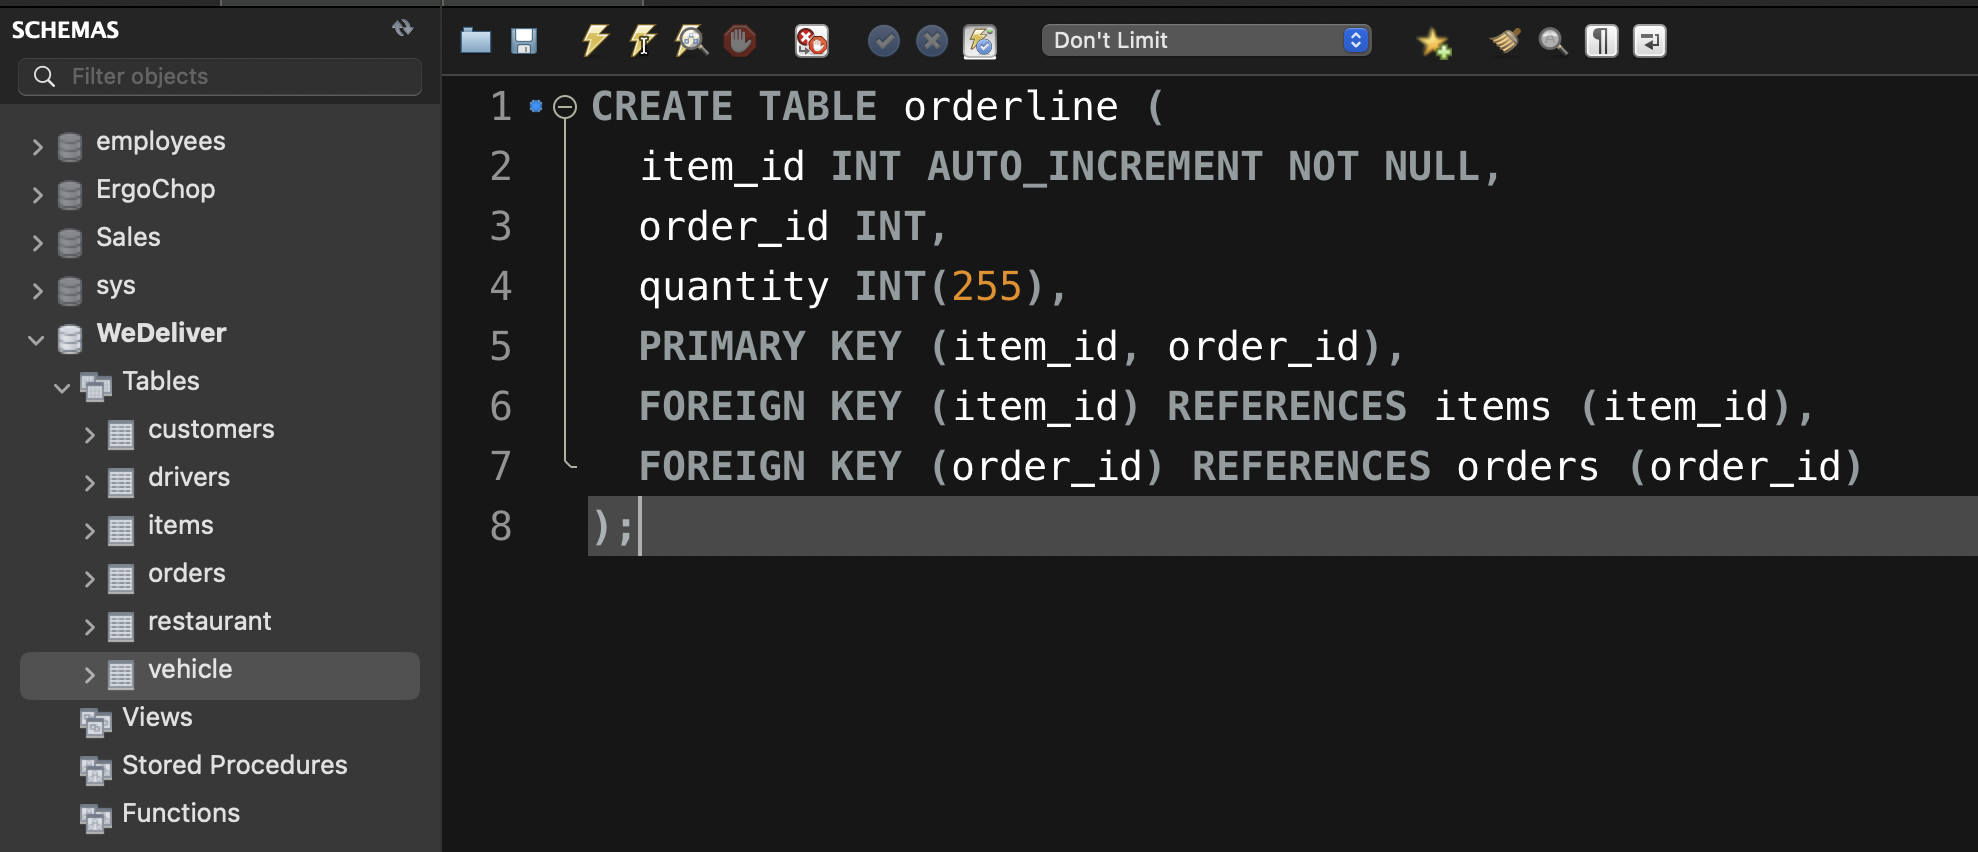 SCHEMAS
Filter objects
employees
ErgoChop
Sales
sys
WeDeliver
Tables
customers
drivers
items
orders
restaurant
vehicle
Views
Stored Procedures
Functions
Don't Limit
1 CREATE TABLE orderline (
2 item_id INT AUTO_INCREMENT NOT NULL,
3 order_id INT,
4 quantity INT(255),
5 PRIMARY KEY (item_id, order_id),
6 FOREIGN KEY (item_id) REFERENCES items (item_id),
7 FOREIGN KEY (order_id) REFERENCES orders (order_id)
8 );